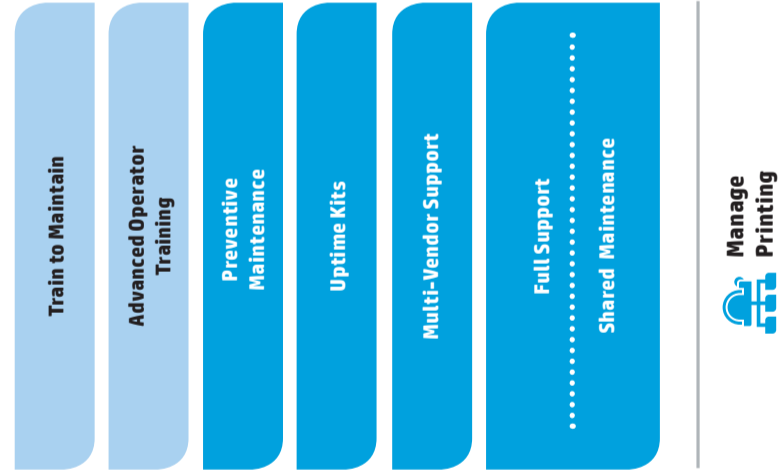 Train to Maintain
Advanced Operator
Training
Preventive
Maintenance
Uptime Kits
Multi-Vendor Support
Full Support
Shared Maintenance
Manage
Printing